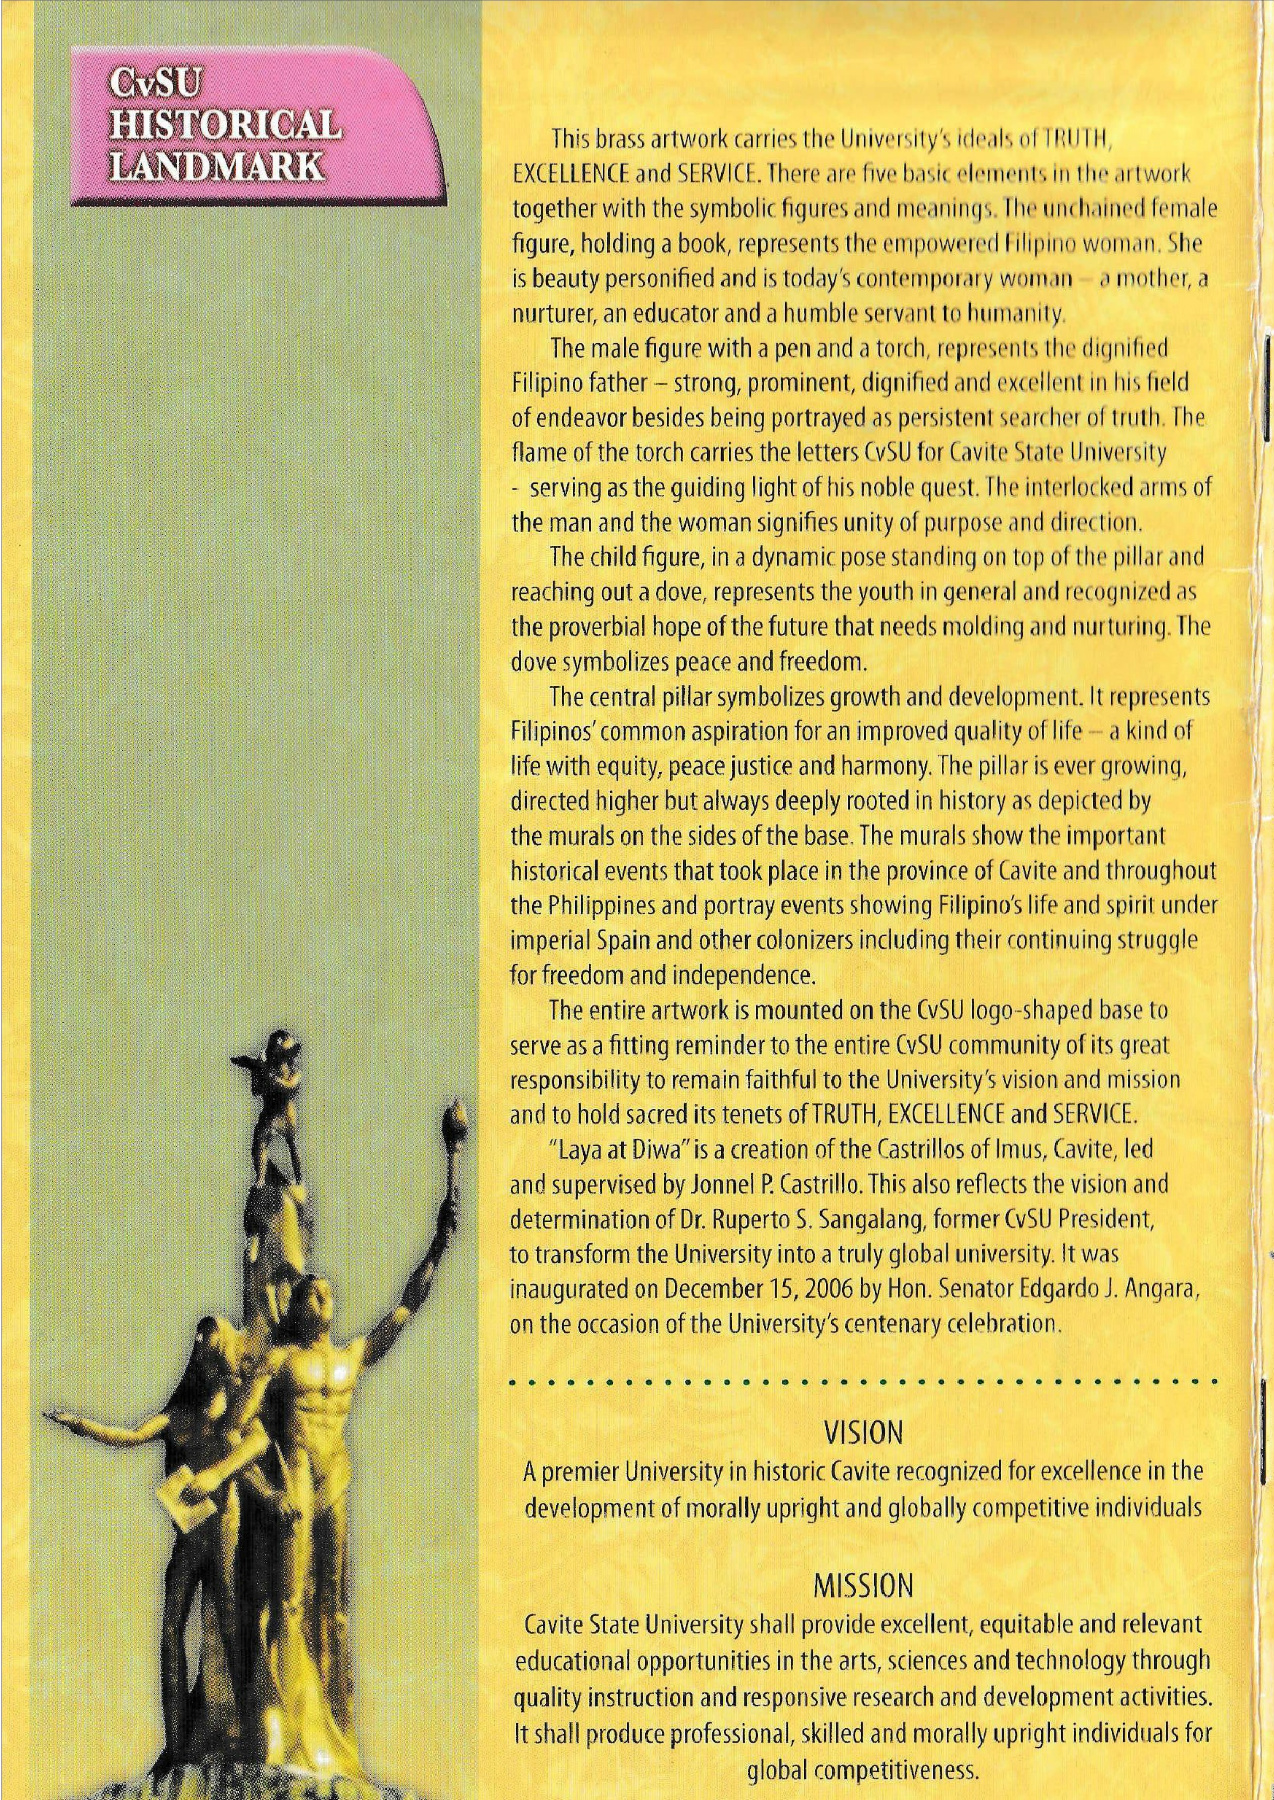 CvSU
HISTORICAL
LANDMARK
This brass artwork carries the University's ideals of TRUTH,
EXCELLENCE and SERVICE. There are five basic elements in the artwork
together with the symbolic figures and meanings. The unchained female
figure, holding a book, represents the empowered Filipino woman. She
is beauty personified and is today's contemporary woman – a mother, a
nurturer, an educator and a humble servant to humanity.
The male figure with a pen and a torch, represents the dignified
Filipino father – strong, prominent, dignified and excellent in his field
of endeavor besides being portrayed as persistent searcher of truth. The
flame of the torch carries the letters CvSU for Cavite State University
- serving as the guiding light of his noble quest. The interlocked arms of
the man and the woman signifies unity of purpose and direction.
The child figure, in a dynamic pose standing on top of the pillar and
reaching out a dove, represents the youth in general and recognized as
the proverbial hope of the future that needs molding and nurturing. The
dove symbolizes peace and freedom.
The central pillar symbolizes growth and development. It represents
Filipinos' common aspiration for an improved quality of life – a kind of
life with equity, peace justice and harmony. The pillar is ever growing,
directed higher but always deeply rooted in history as depicted by
the murals on the sides of the base. The murals show the important
historical events that took place in the province of Cavite and throughout
the Philippines and portray events showing Filipino's life and spirit under
imperial Spain and other colonizers including their continuing struggle
for freedom and independence.
The entire artwork is mounted on the CvSU logo-shaped base to
serve as a fitting reminder to the entire CvSU community of its great
responsibility to remain faithful to the University's vision and mission
and to hold sacred its tenets of TRUTH, EXCELLENCE and SERVICE.
"Laya at Diwa" is a creation of the Castrillos of Imus, Cavite, led
and supervised by Jonnel P. Castrillo. This also reflects the vision and
determination of Dr. Ruperto S. Sangalang, former CvSU President,
to transform the University into a truly global university. It was
inaugurated on December 15, 2006 by Hon. Senator Edgardo J. Angara,
on the occasion of the University's centenary celebration.
VISION
A premier University in historic Cavite recognized for excellence in the
development of morally upright and globally competitive individuals
MISSION
Cavite State University shall provide excellent, equitable and relevant
educational opportunities in the arts, sciences and technology through
quality instruction and responsive research and development activities.
It shall produce professional, skilled and morally upright individuals for
global competitiveness.